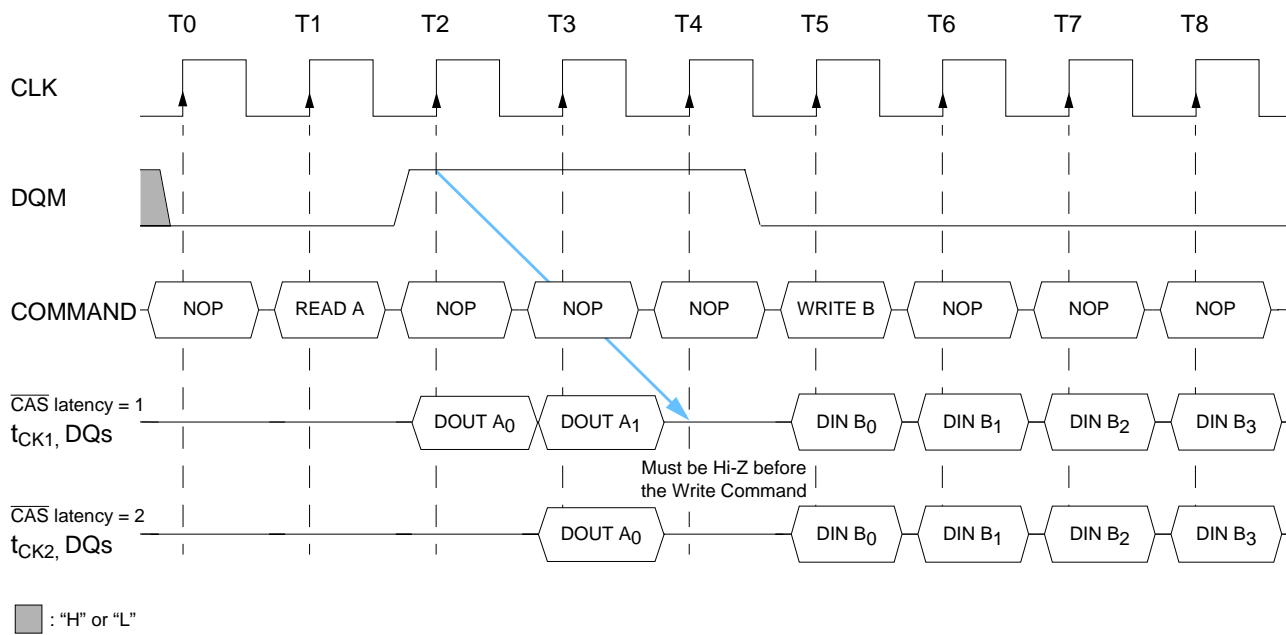 T0 T1 T2 T3 T4 T5 T6 T7 T8
CLK
DQM
COMMAND NOP READ A NOP NOP NOP WRITE B NOP NOP NOP
CAS latency = 1
tCK1, DQs DOUT A0 DOUT A1 DIN B0 DIN B1 DIN B2 DIN B3
Must be Hi-Z before
the Write Command
CAS latency = 2
tCK2, DQs DOUT A0 DIN B0 DIN B1 DIN B2 DIN B3
: “H” or “L”